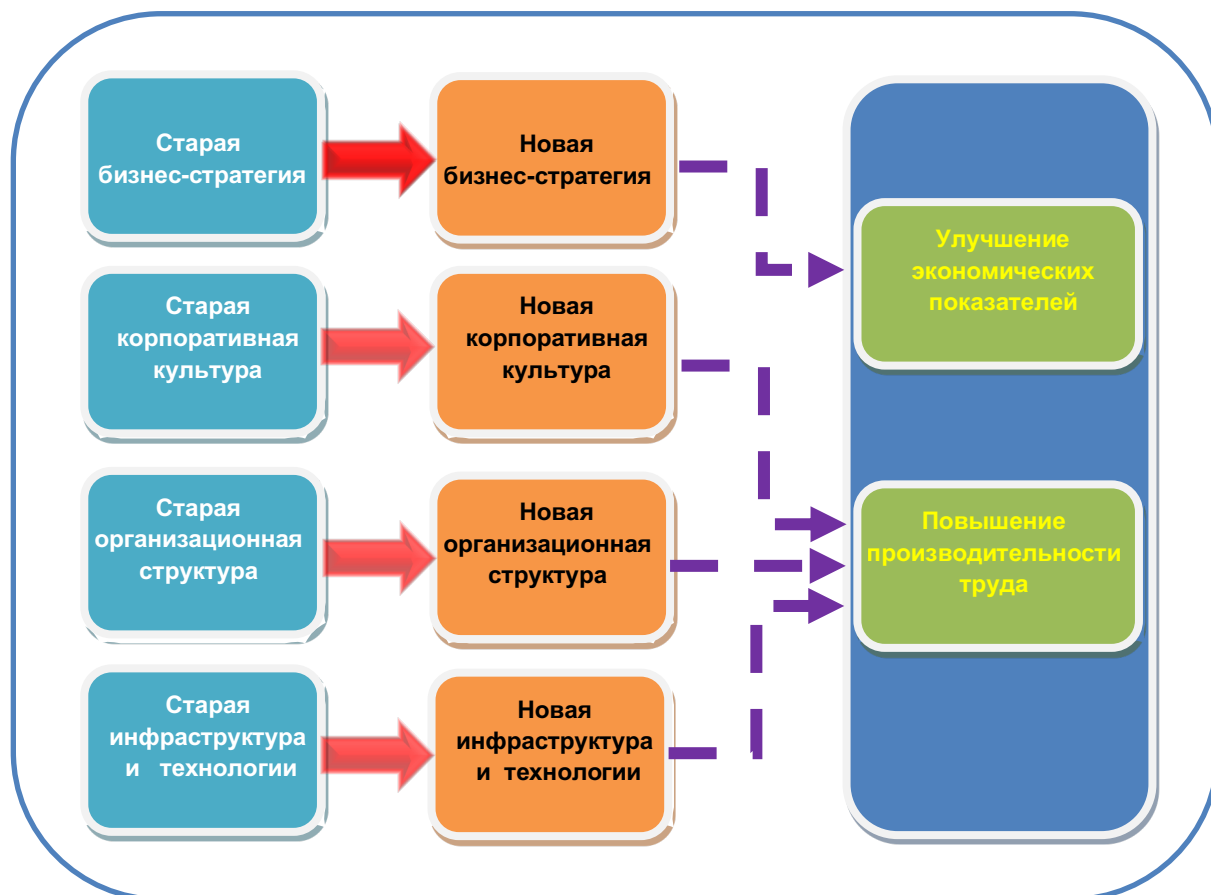 Старая
бизнес-стратегия
Новая
бизнес-стратегия
Улучшение
экономических
показателей
Старая
корпоративная
культура
Новая
корпоративная
культура
Старая
организационная
структура
Новая
организационная
структура
Повышение
производительности
труда
Старая
инфраструктура
и технологии
Новая
инфраструктура
и технологии